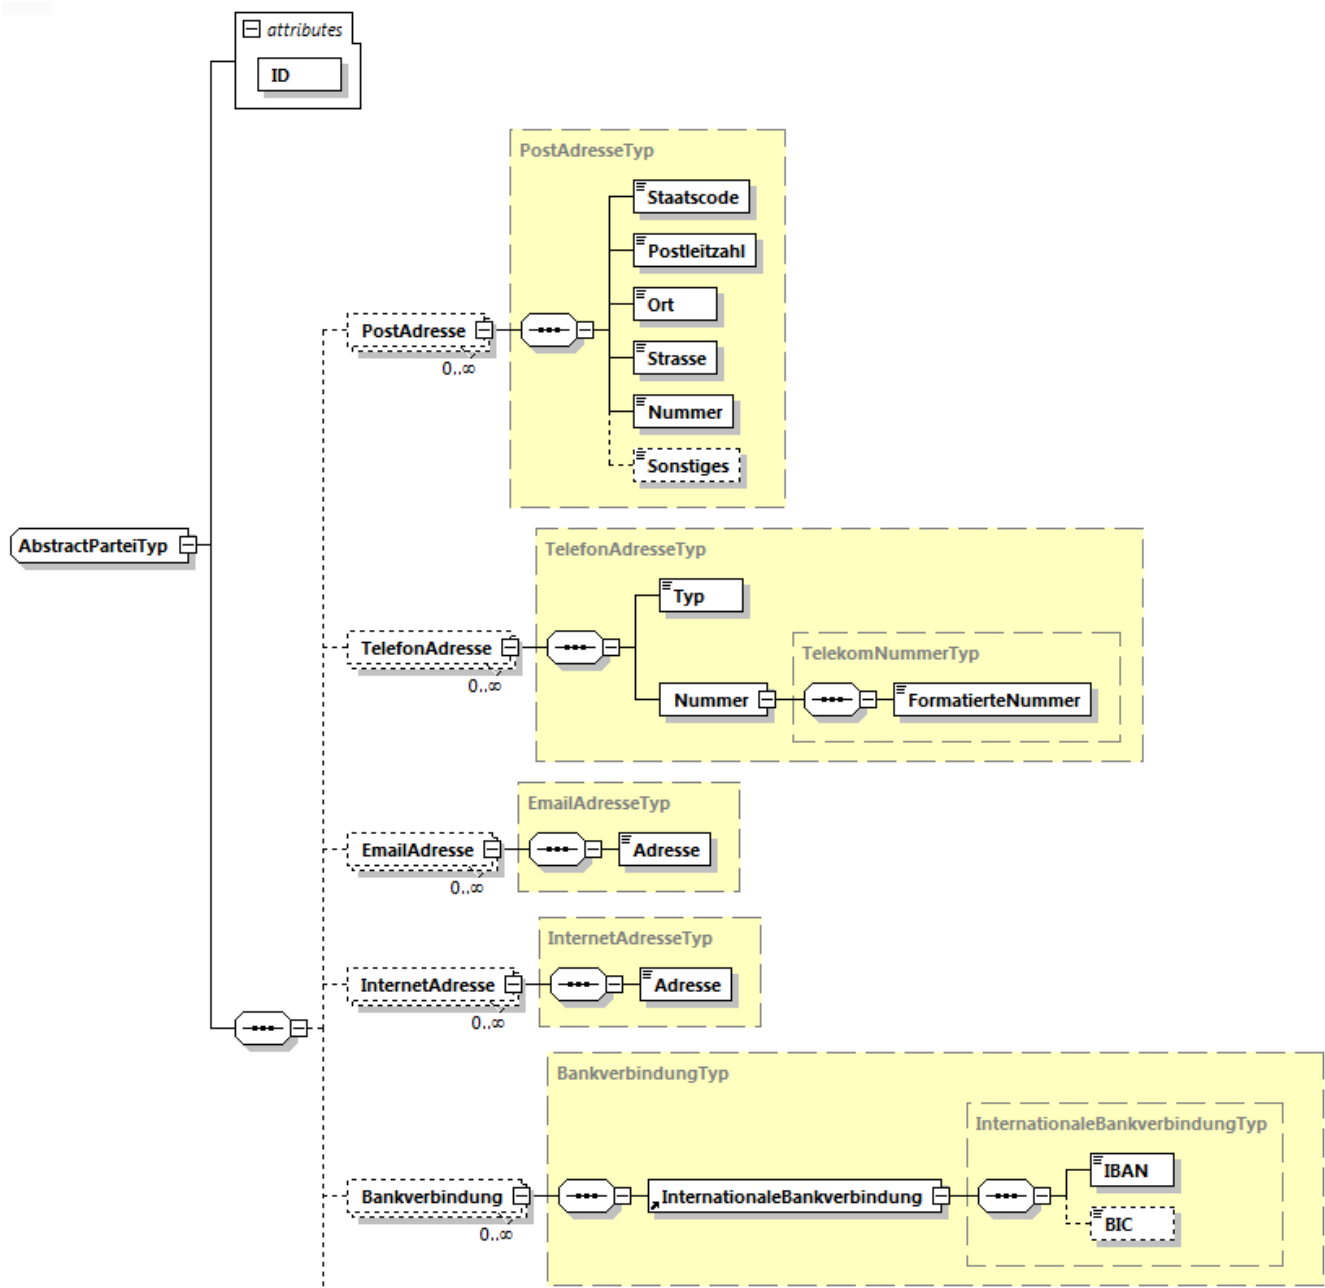 attributes
ID
PostAdresseTyp
Staatscode
Postleitzahl
Ort
PostAdresse
0..∞
Strasse
Nummer
Sonstiges
AbstractParteiTyp
TelefonAdresseTyp
Typ
TelefonAdresse
0..∞
TelekomNummerTyp
Nummer
FormatierteNummer
EmailAdresseTyp
EmailAdresse
0..∞
Adresse
InternetAdresseTyp
InternetAdresse
0..∞
Adresse
BankverbindungTyp
InternationaleBankverbindungTyp
IBAN
Bankverbindung
0..∞
InternationaleBankverbindung
BIC